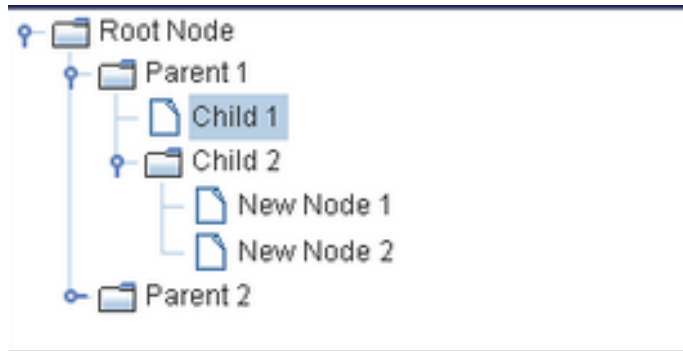 Root Node
Parent 1
Child 1
Child 2
New Node 1
New Node 2
Parent 2